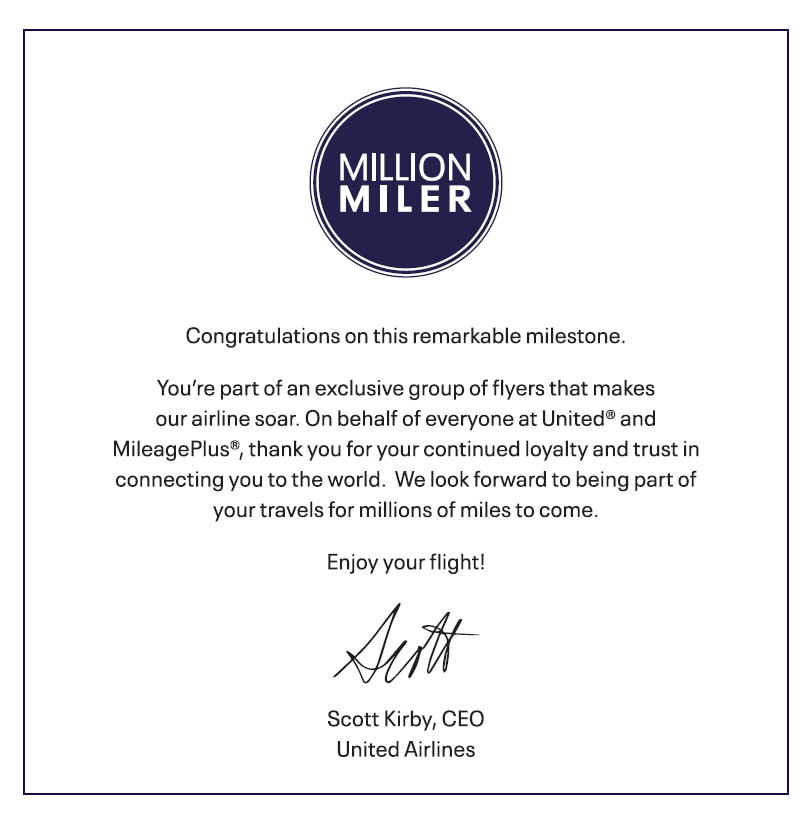 MILLION
MILER
Congratulations on this remarkable milestone.
You’re part of an exclusive group of flyers that makes
our airline soar. On behalf of everyone at United® and
MileagePlus®, thank you for your continued loyalty and trust in
connecting you to the world.  We look forward to being part of
your travels for millions of miles to come.
Enjoy your flight!
Scott
Scott Kirby, CEO
United Airlines